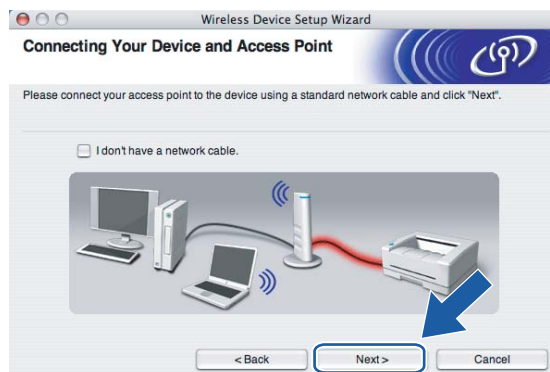 Wireless Device Setup Wizard
Connecting Your Device and Access Point
Please connect your access point to the device using a standard network cable and click "Next".
I don't have a network cable.
< Back Next > Cancel